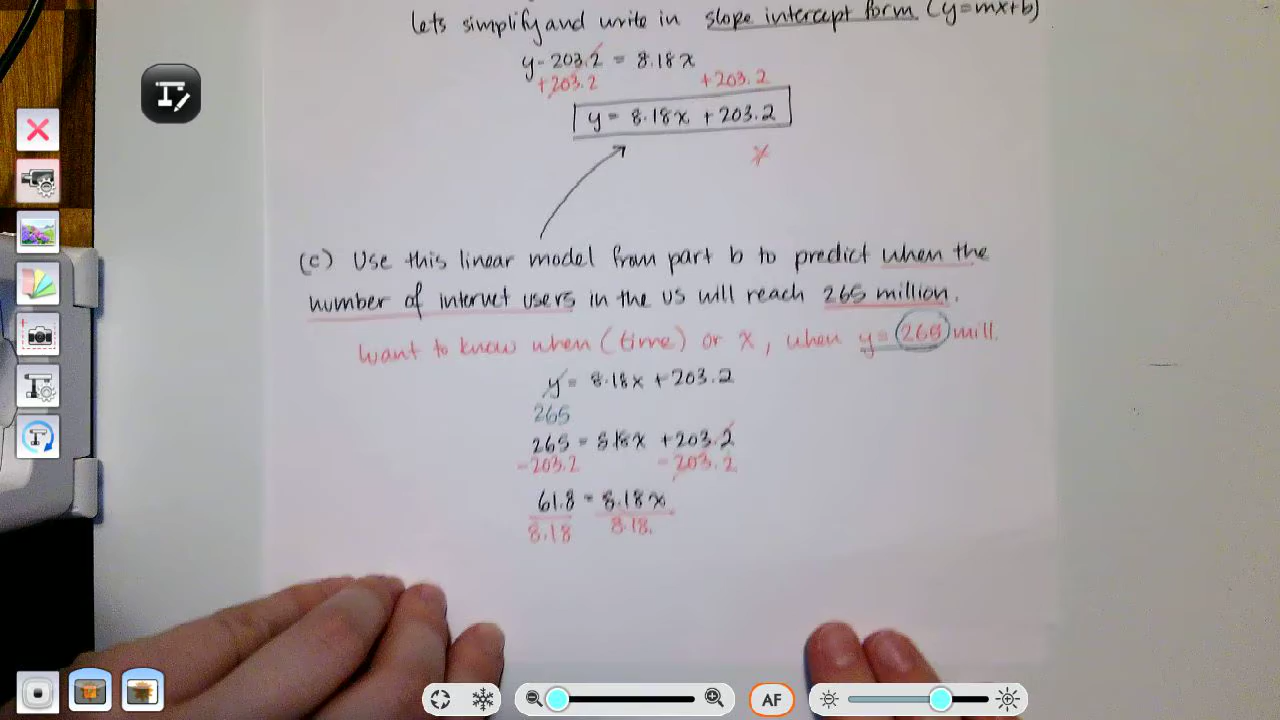 lets simplify and write in slope intercept form (y=mx+b)
y - 203.2 = 8.18x
+203.2 +203.2
y = 8.18x + 203.2
(c) Use this linear model from part b to predict when the
number of internet users in the US will reach 265 million.
Want to know when (time) or x, when y = 265 mill.
y = 8.18x + 203.2
265
265 = 8.18x + 203.2
-203.2 -203.2
61.8 = 8.18x
8.18 8.18.
AF